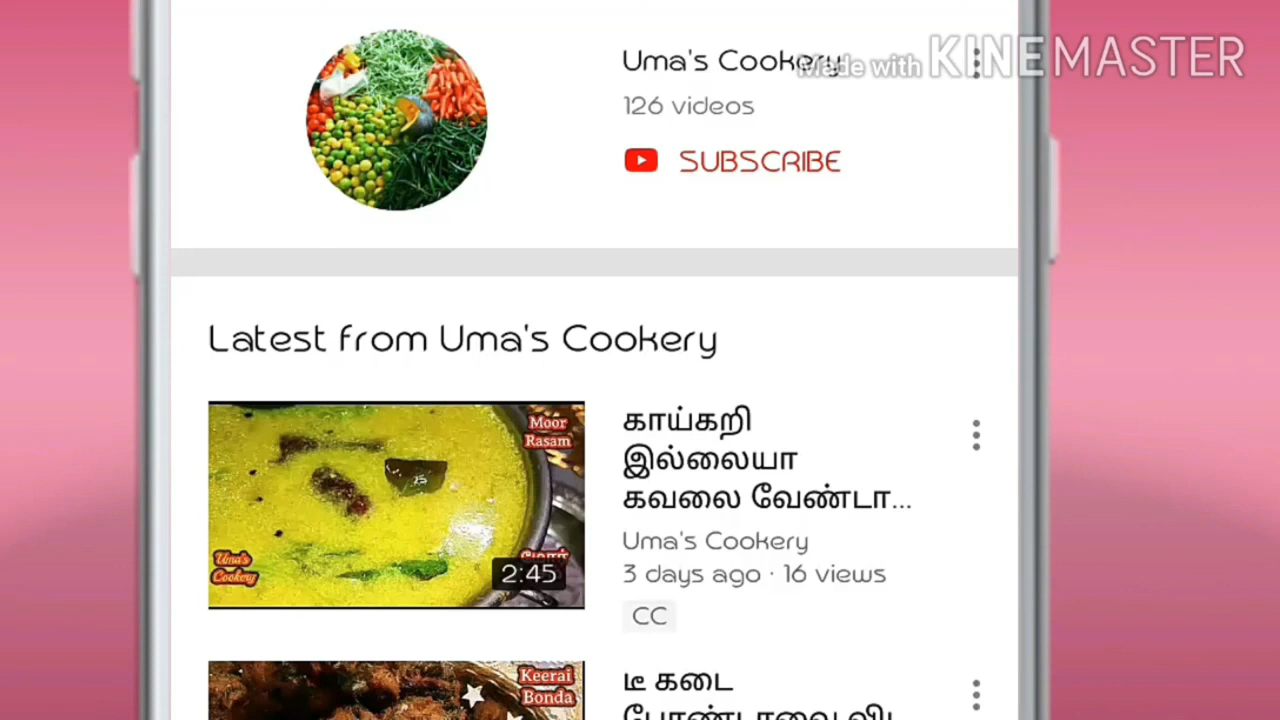 Uma's Cookery
Made with KINEMASTER
126 videos
SUBSCRIBE
Latest from Uma's Cookery
Moor
Rasam
Uma's
Cookery
மோர்
2:45
காய்கறி
இல்லையா
கவலை வேண்டா...
Uma's Cookery
3 days ago · 16 views
CC
Keerai
Bonda
டீ கடை